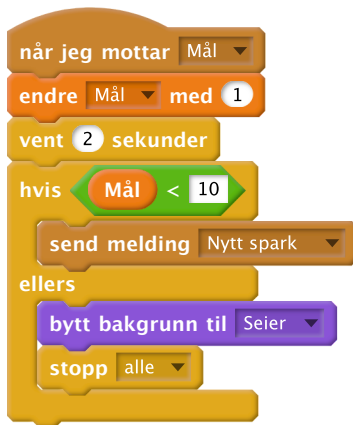 når jeg mottar Mål
endre Mål med 1
vent 2 sekunder
hvis Mål < 10
send melding Nytt spark
ellers
bytt bakgrunn til Seier
stopp alle